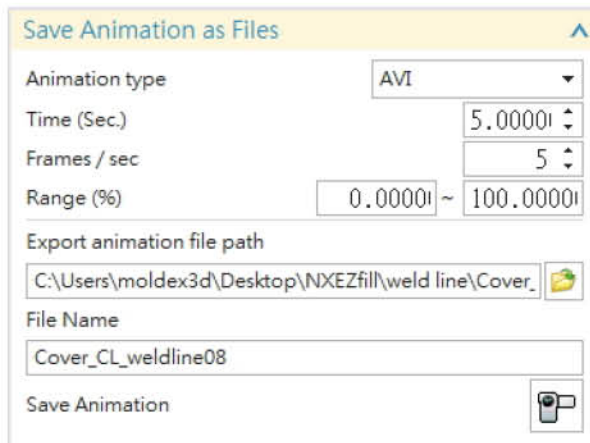 Save Animation as Files
Animation type AVI
Time (Sec.) 5.0000
Frames / sec 5
Range (%) 0.0000 ~ 100.0000
Export animation file path
C:\Users\moldex3d\Desktop\NXEZfill\weld line\Cover_
File Name
Cover_CL_weldline08
Save Animation